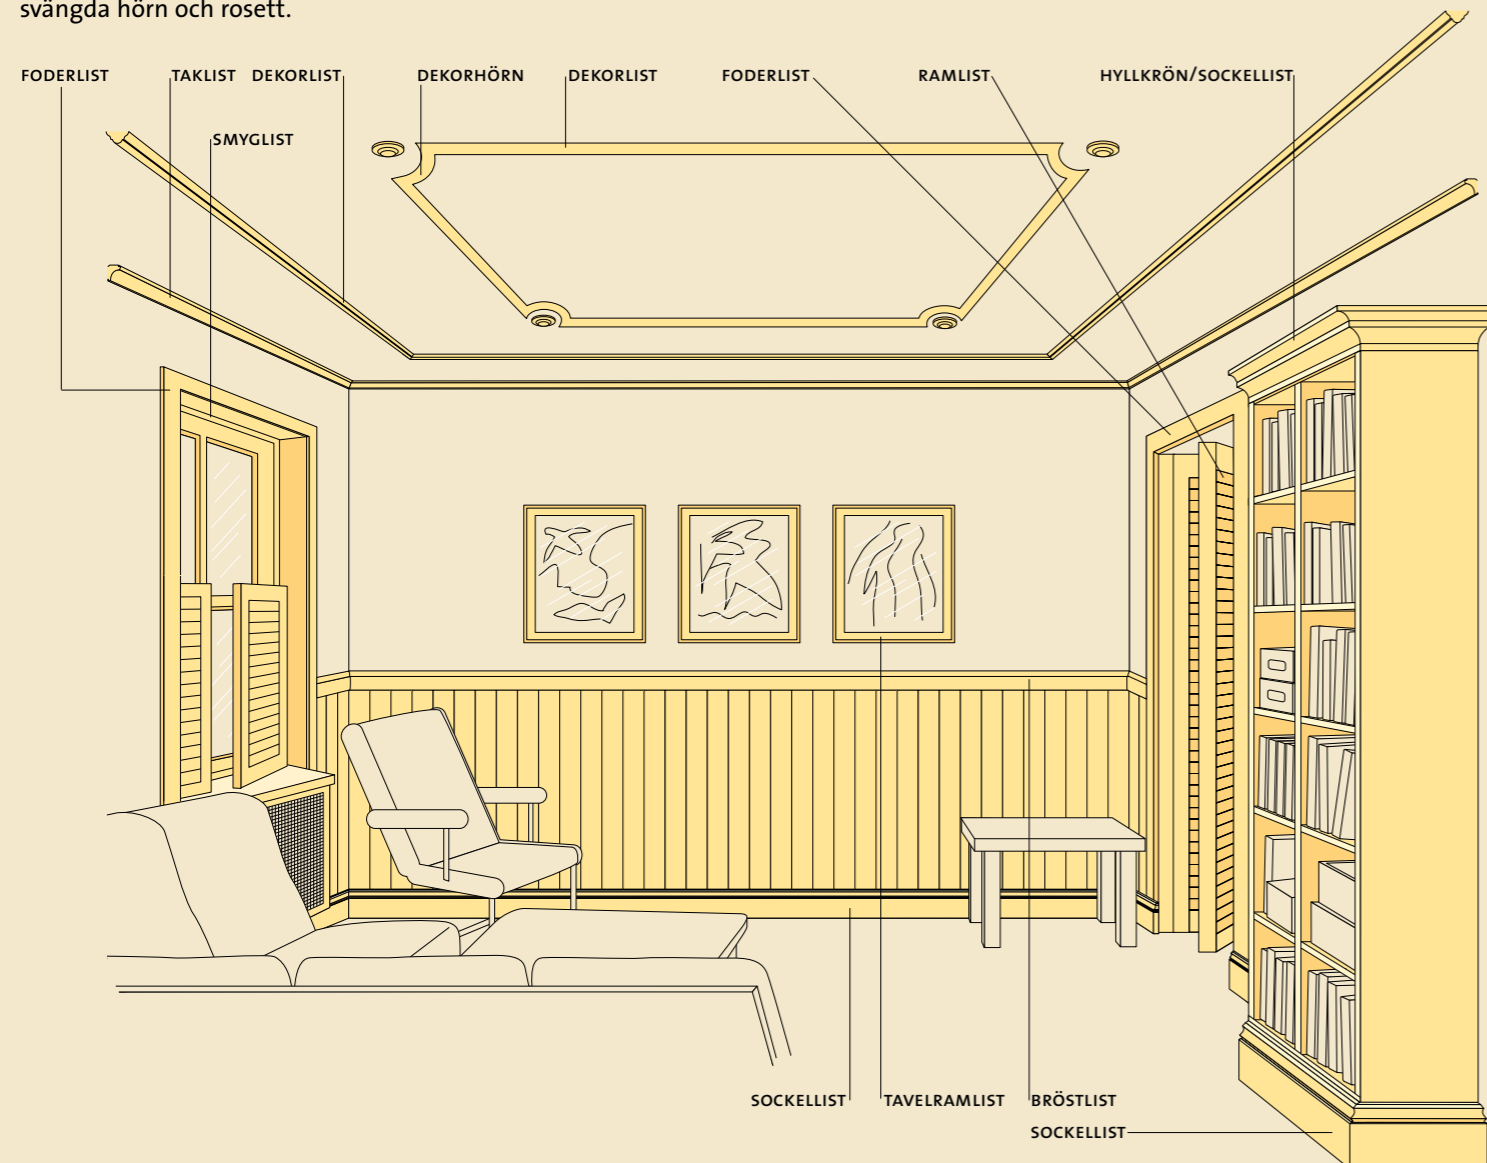 svängda hörn och rosett.
FODERLIST TAKLIST DEKORLIST DEKORHÖRN DEKORLIST FODERLIST RAMLIST HYLLKRÖN/SOCKELLIST
SMYGLIST
SOCKELLIST TAVELRAMLIST BRÖSTLIST
SOCKELLIST